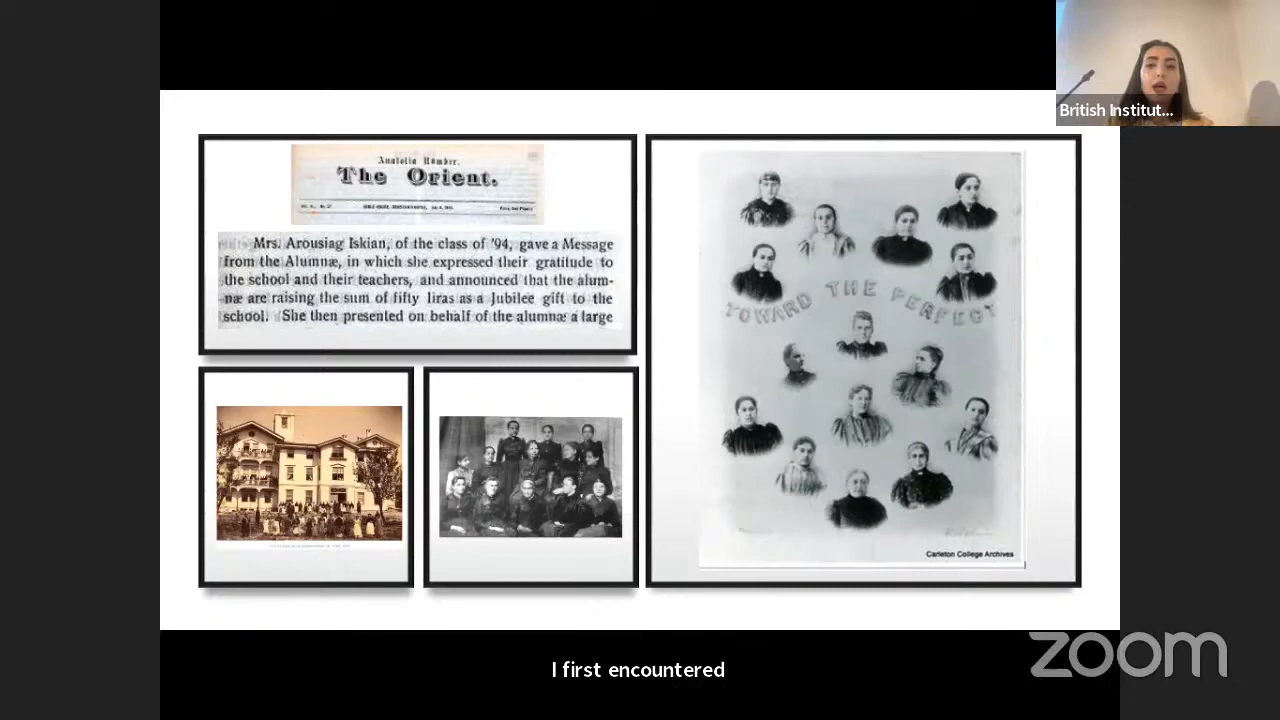 British Institut...
Anatolia Number.
The Orient.
Mrs. Arousiag Iskian, of the class of '94, gave a Message
from the Alumnæ, in which she expressed their gratitude to
the school and their teachers, and announced that the alum-
næ are raising the sum of fifty liras as a Jubilee gift to the
school. She then presented on behalf of the alumnæ a large
TOWARD THE PERFECT
Carleton College Archives
I first encountered
zoom